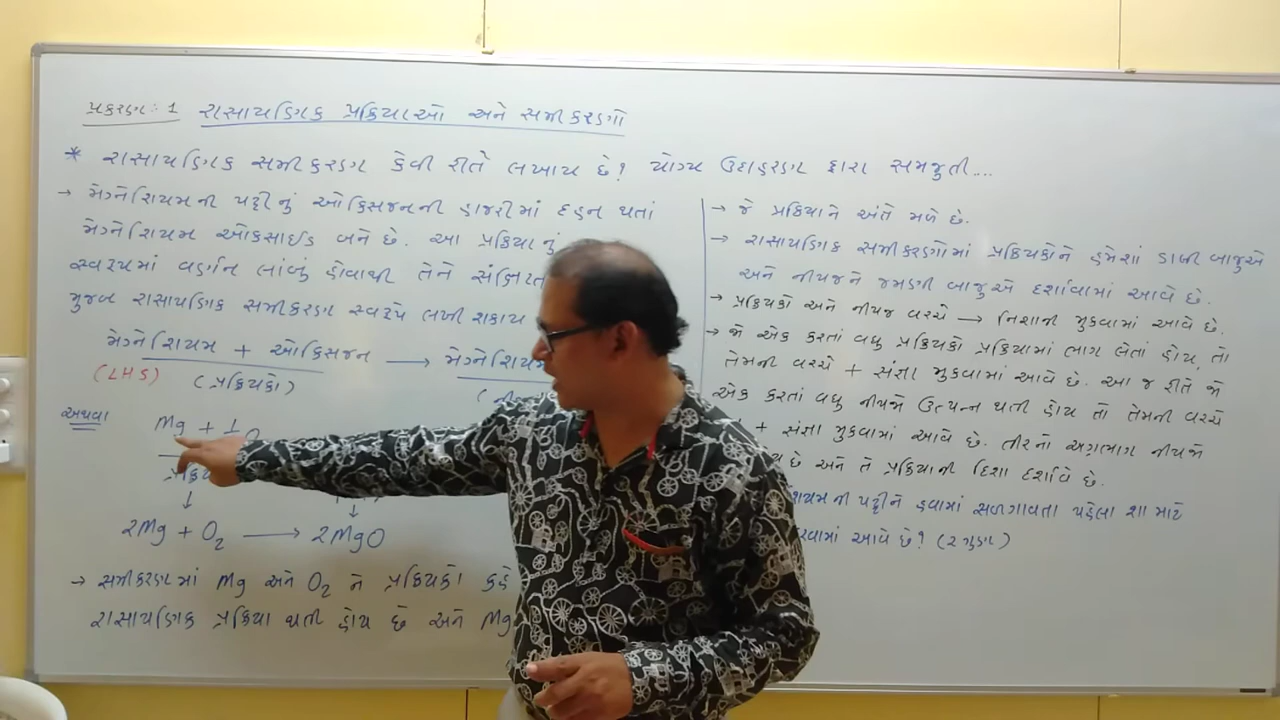 પ્રકરણ : 1 રાસાયણિક પ્રક્રિયાઓ અને સમીકરણો
* રાસાયણિક સમીકરણ કેવી રીતે લખાય છે? યોગ્ય ઉદાહરણ દ્વારા સમજુતી....
→ મેગ્નેશિયમની પટ્ટીનું ઓક્સિજનની હાજરીમાં દહન થતાં
મેગ્નેશિયમ ઓકસાઈડ બને છે. આ પ્રક્રિયાનું
સ્વરૂપમાં વર્ણન લાંબું હોવાથી તેને સંક્ષિપ્ત
મુજબ રાસાયણિક સમીકરણ સ્વરૂપે લખી શકાય
મેગ્નેશિયમ + ઓક્સિજન → મેગ્નેશિયમ
(LHS) (પ્રક્રિયકો)
અથવા
Mg + 1
↓ ↓
2Mg + O₂ → 2MgO
→ સમીકરણમાં Mg અને O₂ ને પ્રક્રિયકો કહે
રાસાયણિક પ્રક્રિયા થતી હોય છે અને Mg
→ જે પ્રક્રિયાને અંતે મળે છે.
→ રાસાયણિક સમીકરણોમાં પ્રક્રિયકોને હંમેશાં ડાબી બાજુએ
અને નીપજને જમણી બાજુએ દર્શાવવામાં આવે છે.
→ પ્રક્રિયકો અને નીપજ વચ્ચે → નિશાની મુકવામાં આવે છે.
→ જો એક કરતાં વધુ પ્રક્રિયકો પ્રક્રિયામાં ભાગ લેતાં હોય, તો
તેમની વચ્ચે + સંજ્ઞા મુકવામાં આવે છે. આ જ રીતે જો
એક કરતાં વધુ નીપજો ઉત્પન્ન થતી હોય તો તેમની વચ્ચે
+ સંજ્ઞા મુકવામાં આવે છે. તીરનો અગ્રભાગ નીપજો
છે અને તે પ્રક્રિયાની દિશા દર્શાવે છે.
પટ્ટીને હવામાં સળગાવતા પહેલા શા માટે
આવે છે? (2 ગુણ)